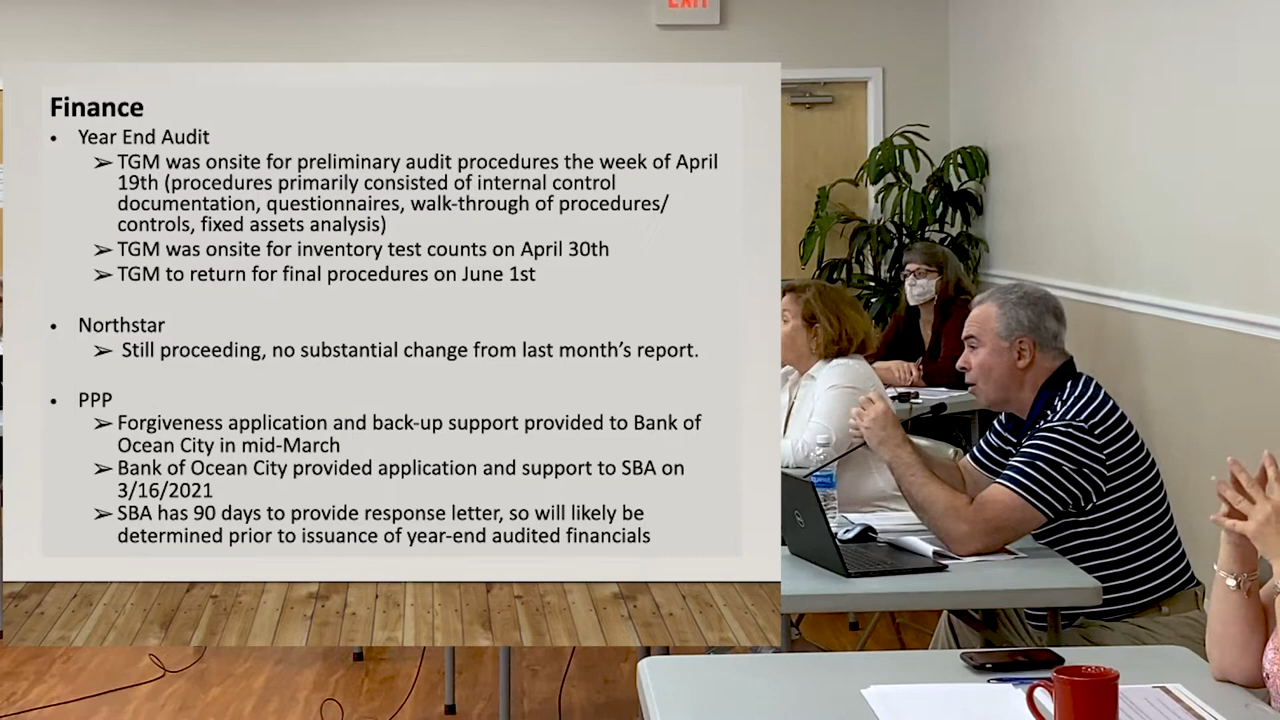 EXIT
Finance
• Year End Audit
➢ TGM was onsite for preliminary audit procedures the week of April
19th (procedures primarily consisted of internal control
documentation, questionnaires, walk-through of procedures/
controls, fixed assets analysis)
➢ TGM was onsite for inventory test counts on April 30th
➢ TGM to return for final procedures on June 1st
• Northstar
➢ Still proceeding, no substantial change from last month's report.
• PPP
➢ Forgiveness application and back-up support provided to Bank of
Ocean City in mid-March
➢ Bank of Ocean City provided application and support to SBA on
3/16/2021
➢ SBA has 90 days to provide response letter, so will likely be
determined prior to issuance of year-end audited financials